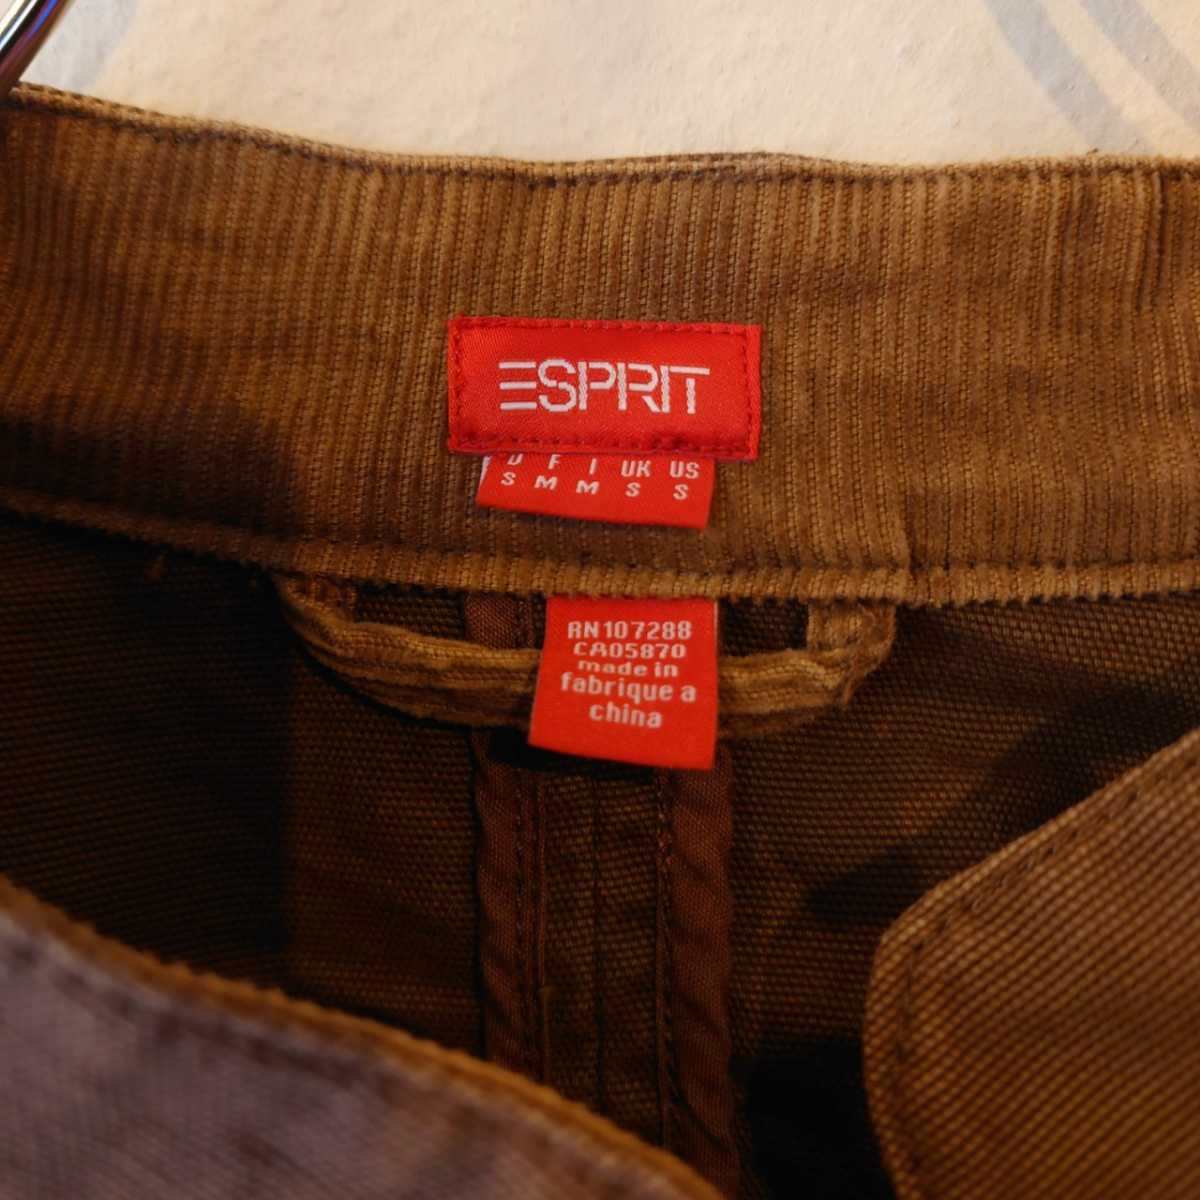 ESPRIT
D F I UK US
S M M S S
RN107288
CA05870
made in
fabrique a
china